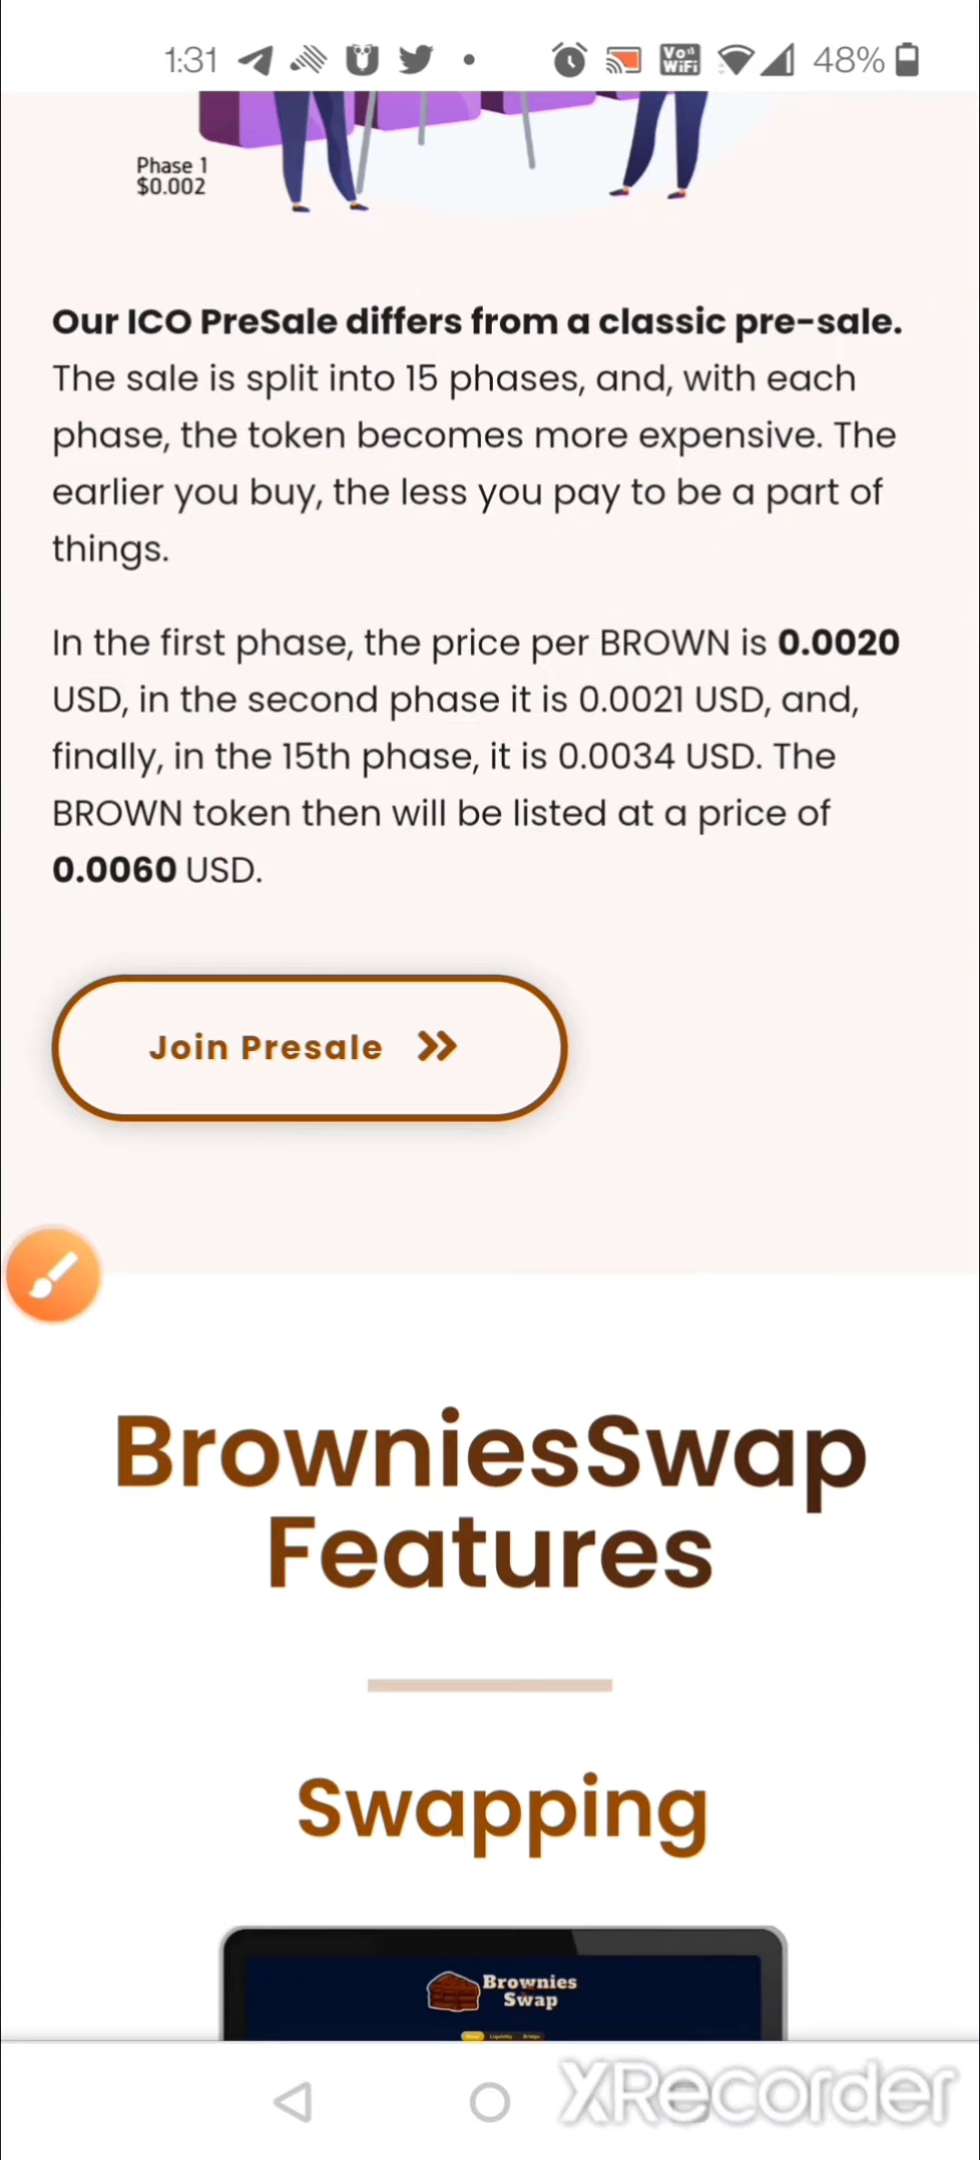 1:31
Vo
WiFi
48%
Phase 1
$0.002
Our ICO PreSale differs from a classic pre-sale.
The sale is split into 15 phases, and, with each
phase, the token becomes more expensive. The
earlier you buy, the less you pay to be a part of
things.
In the first phase, the price per BROWN is 0.0020
USD, in the second phase it is 0.0021 USD, and,
finally, in the 15th phase, it is 0.0034 USD. The
BROWN token then will be listed at a price of
0.0060 USD.
Join Presale
BrowniesSwap
Features
Swapping
Brownies
Swap
Liquidity Bridge
XRecorder